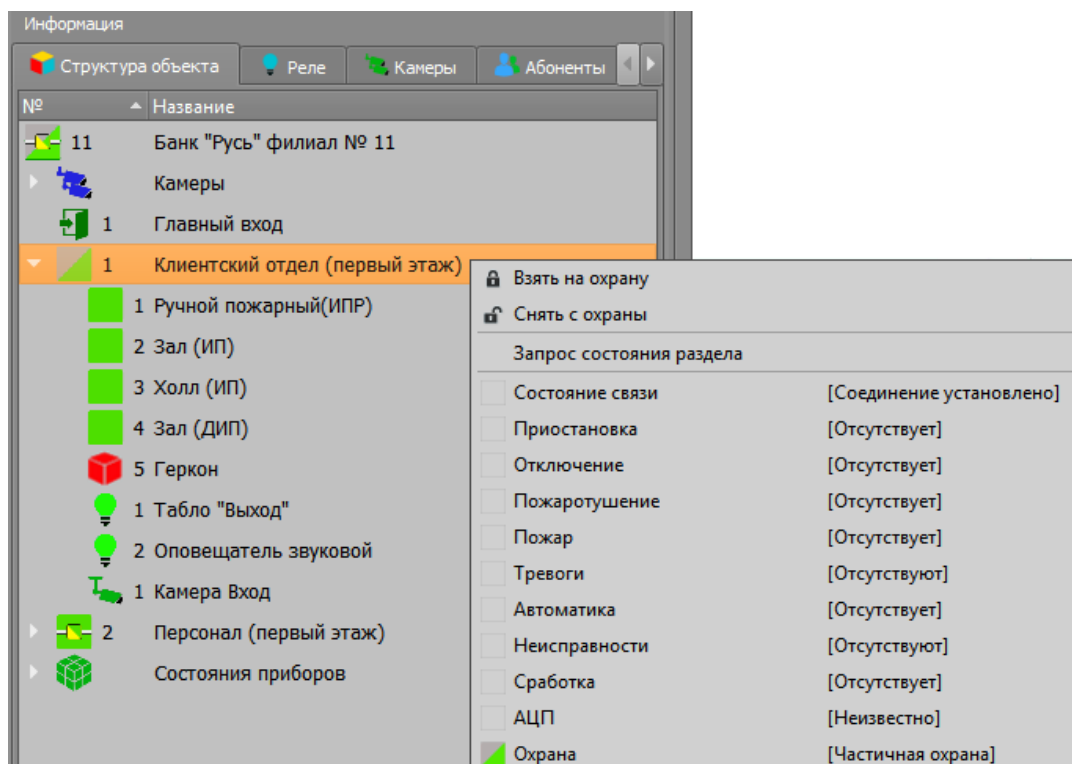 Информация
Структура объекта
Реле
Камеры
Абоненты
№ Название
11 Банк "Русь" филиал № 11
Камеры
1 Главный вход
1 Клиентский отдел (первый этаж)
1 Ручной пожарный(ИПР)
2 Зал (ИП)
3 Холл (ИП)
4 Зал (ДИП)
5 Геркон
1 Табло "Выход"
2 Оповещатель звуковой
1 Камера Вход
2 Персонал (первый этаж)
Состояния приборов
Взять на охрану
Снять с охраны
Запрос состояния раздела
Состояние связи [Соединение установлено]
Приостановка [Отсутствует]
Отключение [Отсутствует]
Пожаротушение [Отсутствует]
Пожар [Отсутствует]
Тревоги [Отсутствуют]
Автоматика [Отсутствует]
Неисправности [Отсутствуют]
Сработка [Отсутствует]
АЦП [Неизвестно]
Охрана [Частичная охрана]